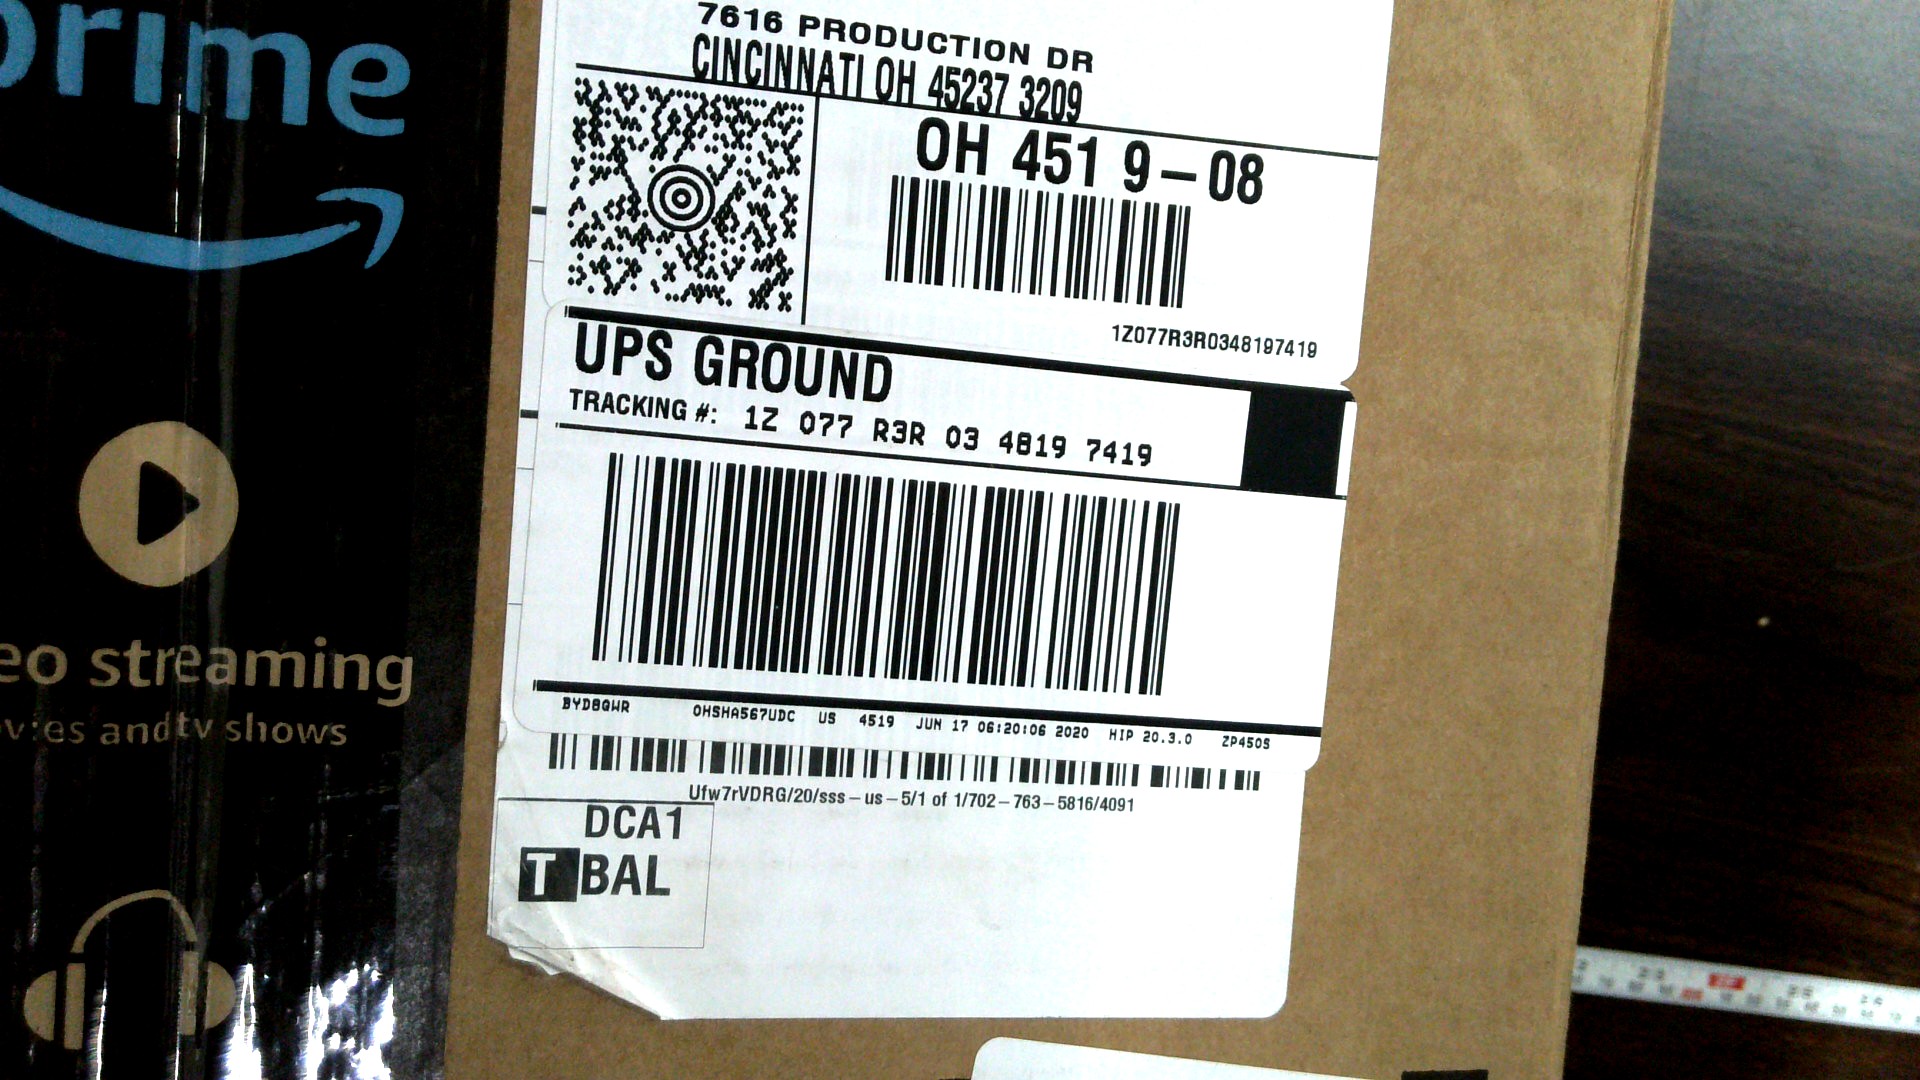 prime
eo streaming
ovies and tv shows
7616 PRODUCTION DR
CINCINNATI OH 45237 3209
OH 451 9-08
1Z077R3R0348197419
UPS GROUND
TRACKING #: 1Z 077 R3R 03 4819 7419
BYD8QWR OHSHA567UDC US 4519 JUN 17 06:20:06 2020 HIP 20.3.0 ZP450S
Ufw7rVDRG/20/sss-us-5/1 of 1/702-763-5816/4091
DCA1
T BAL